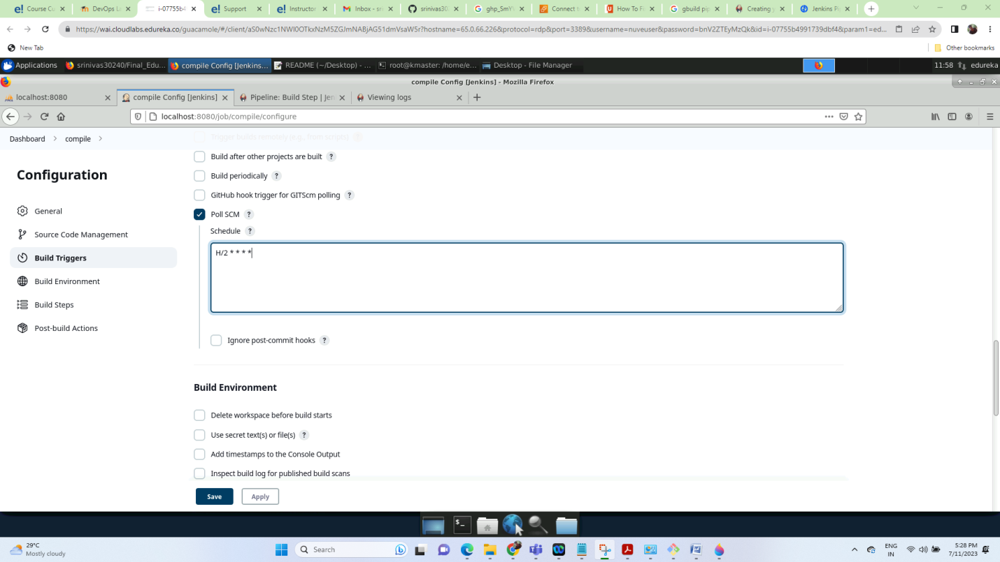 Course Co
DevOps La
i-07755b4
Support
Instructor
M Inbox - sri
srinivas30
ghp_SmYV
Connect t
How To Fi
gbuild pip
Creating y
Jenkins Pi
https://wai.cloudlabs.edureka.co/guacamole/#/client/aS0wNzc1NWI0OTkxNzM5ZGJmNABjAG51dmVsaW5r?hostname=65.0.66.226&protocol=rdp&port=3389&username=nuveuser&password=bnV2ZTEyMzQk&id=i-07755b4991739dbf4&param1=ed...
New Tab
Other bookmarks
Applications
srinivas30240/Final_Edu...
compile Config [Jenkins...
README (~/Desktop) - ...
root@kmaster: /home/e...
Desktop - File Manager
11:58
edureka
compile Config [Jenkins] - Mozilla Firefox
localhost:8080
compile Config [Jenkins]
Pipeline: Build Step | Jen
Viewing logs
localhost:8080/job/compile/configure
Dashboard > compile >
Trigger builds remotely (e.g., from scripts) ?
Configuration
General
Source Code Management
Build Triggers
Build Environment
Build Steps
Post-build Actions
Build after other projects are built ?
Build periodically ?
GitHub hook trigger for GITScm polling ?
Poll SCM ?
Schedule ?
H/2 * * * *
Ignore post-commit hooks ?
Build Environment
Delete workspace before build starts
Use secret text(s) or file(s) ?
Add timestamps to the Console Output
Inspect build log for published build scans
Save
Apply
29°C
Mostly cloudy
Search
ENG
IN
5:28 PM
7/11/2023